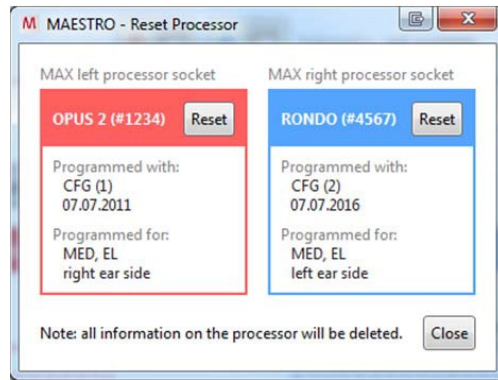 M MAESTRO - Reset Processor
MAX left processor socket
OPUS 2 (#1234) Reset
Programmed with:
CFG (1)
07.07.2011
Programmed for:
MED, EL
right ear side
MAX right processor socket
RONDO (#4567) Reset
Programmed with:
CFG (2)
07.07.2016
Programmed for:
MED, EL
left ear side
Note: all information on the processor will be deleted. Close